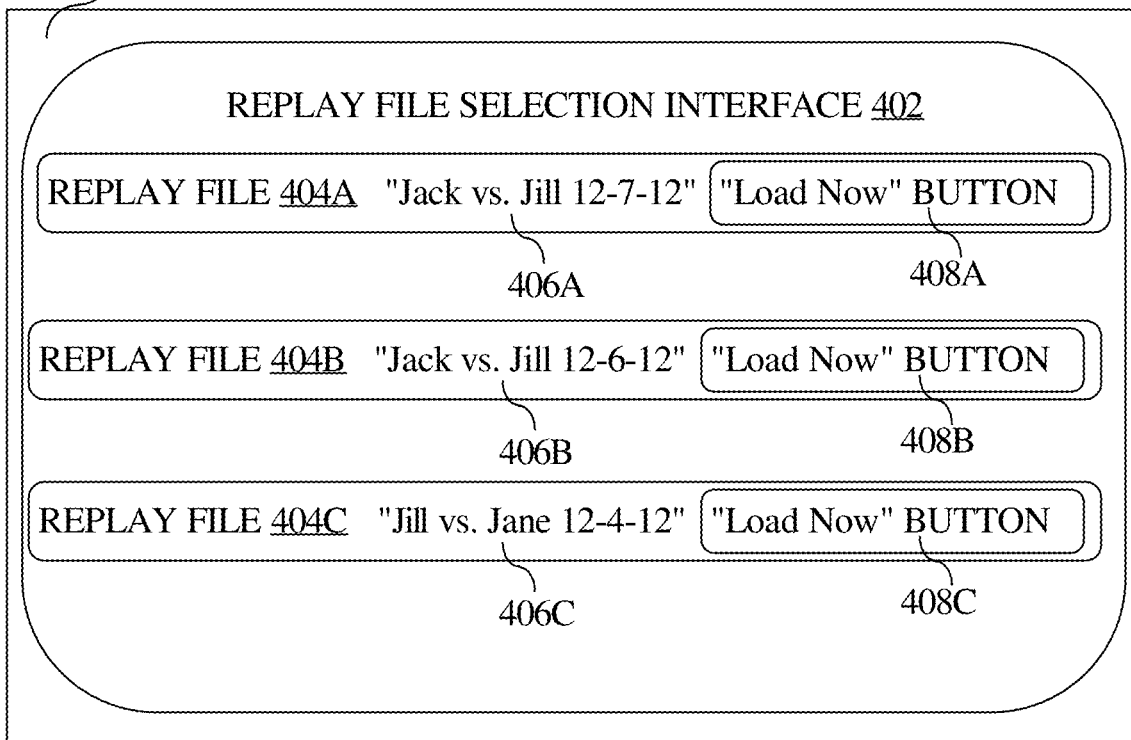 REPLAY FILE SELECTION INTERFACE 402
REPLAY FILE 404A "Jack vs. Jill 12-7-12" "Load Now" BUTTON
406A 408A
REPLAY FILE 404B "Jack vs. Jill 12-6-12" "Load Now" BUTTON
406B 408B
REPLAY FILE 404C "Jill vs. Jane 12-4-12" "Load Now" BUTTON
406C 408C